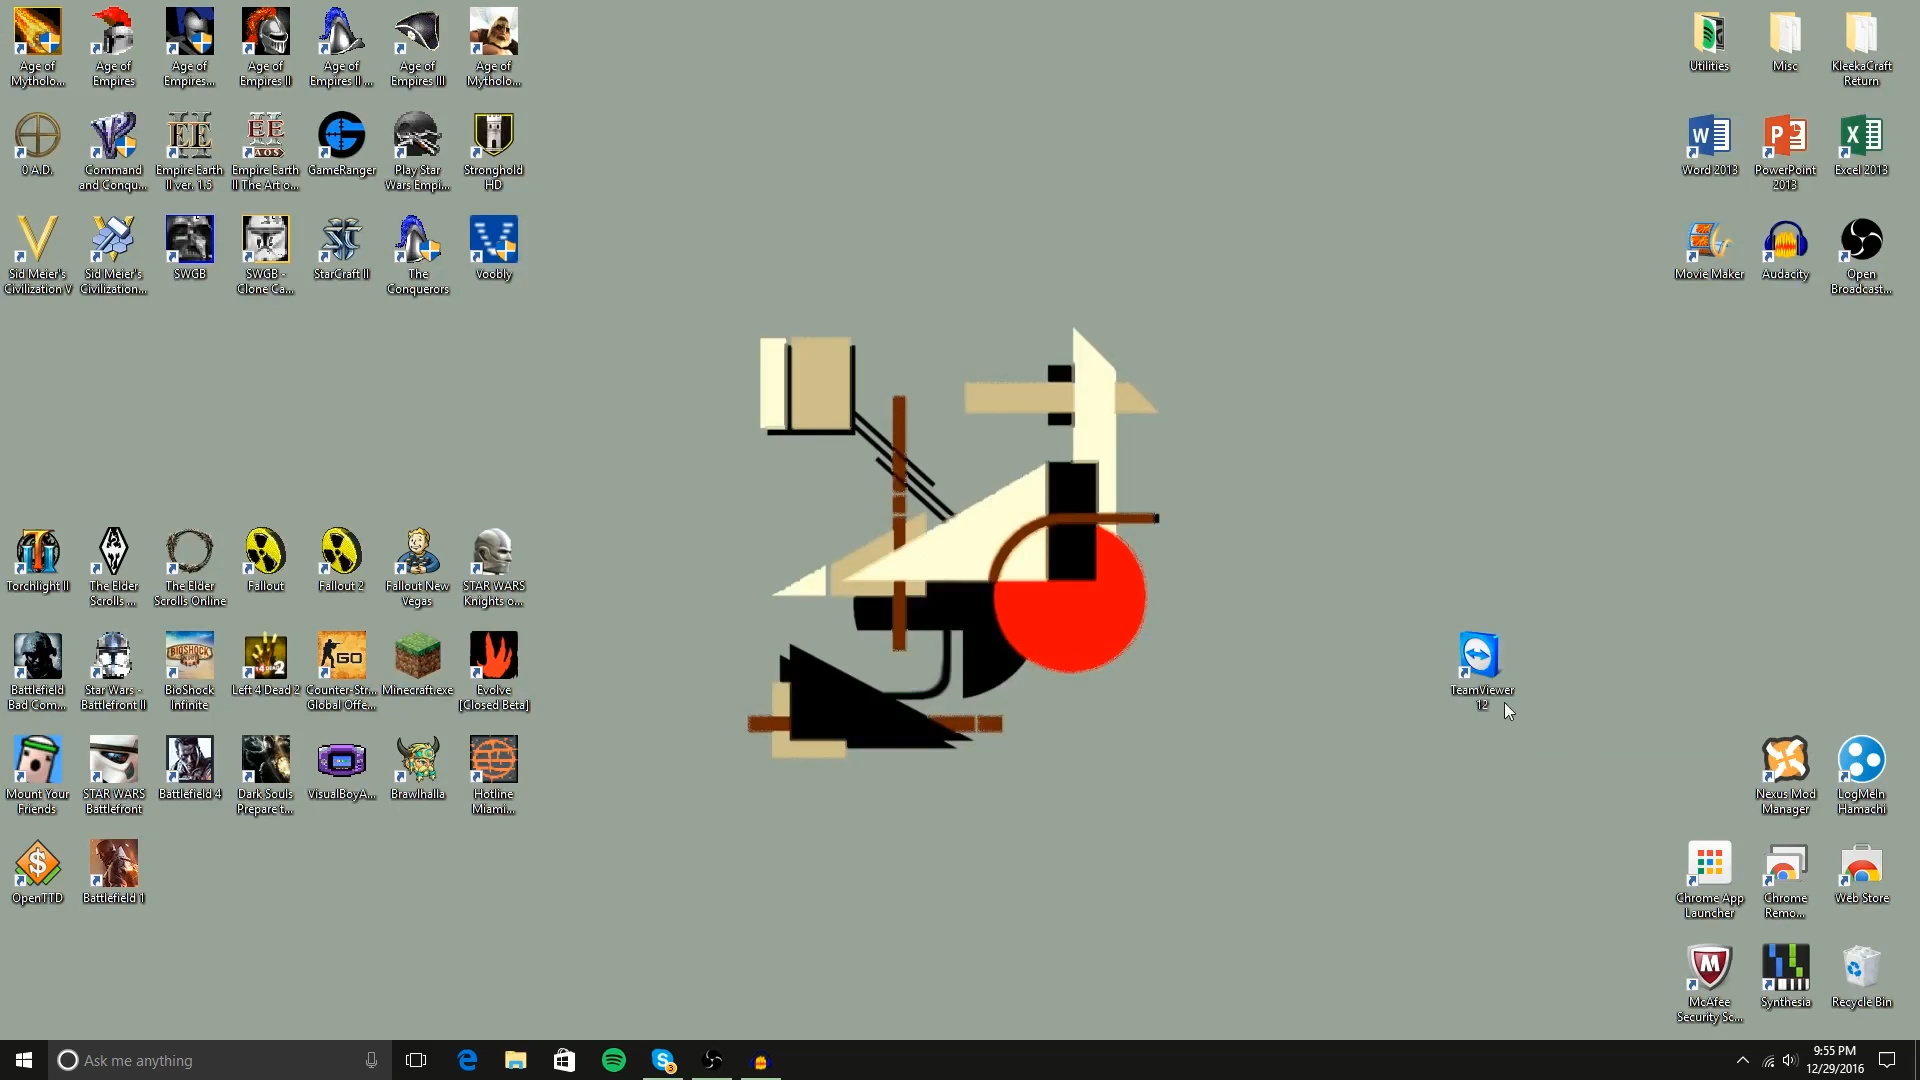 Age of
Mytholo...
Age of
Empires
Age of
Empires...
Age of
Empires II
Age of
Empires II ...
Age of
Empires III
Age of
Mytholo...
Utilities
Misc
KleekaCraft
Return
0 A.D.
Command
and Conqu...
Empire Earth
II ver. 1.5
Empire Earth
II The Art o...
GameRanger
Play Star
Wars Empi...
Stronghold
HD
Word 2013
PowerPoint
2013
Excel 2013
Sid Meier's
Civilization V
Sid Meier's
Civilization...
SWGB
SWGB -
Clone Ca...
StarCraft II
The
Conquerors
Voobly
Movie Maker
Audacity
Open
Broadcast...
Torchlight II
The Elder
Scrolls ...
The Elder
Scrolls Online
Fallout
Fallout 2
Fallout New
Vegas
STAR WARS
Knights o...
Battlefield
Bad Com...
Star Wars -
Battlefront II
BIOSHOCK
INFINITE
BioShock
Infinite
Left 4 Dead 2
GO
Counter-Str...
Global Offe...
Minecraft.exe
Evolve
[Closed Beta]
TeamViewer
12
Mount Your
Friends
STAR WARS
Battlefront
Battlefield 4
Dark Souls
Prepare t...
VisualBoyA...
Brawlhalla
Hotline
Miami...
Nexus Mod
Manager
LogMeIn
Hamachi
OpenTTD
Battlefield 1
Chrome App
Launcher
Chrome
Remo...
Web Store
McAfee
Security Sc...
Synthesia
Recycle Bin
Ask me anything
3
9:55 PM
12/29/2016